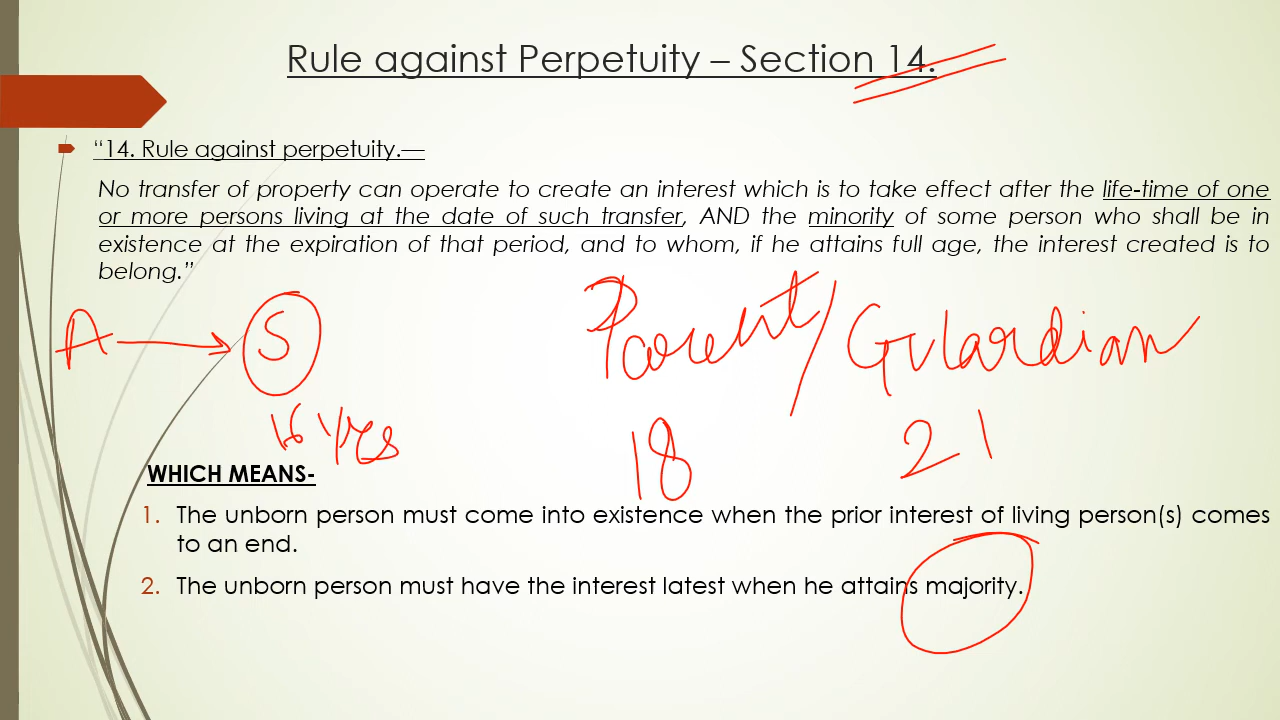 Rule against Perpetuity – Section 14.
“14. Rule against perpetuity.—
No transfer of property can operate to create an interest which is to take effect after the life-time of one
or more persons living at the date of such transfer, AND the minority of some person who shall be in
existence at the expiration of that period, and to whom, if he attains full age, the interest created is to
belong.”
A → S
Parent/ Guardian
16 yrs
18
21
WHICH MEANS-
1. The unborn person must come into existence when the prior interest of living person(s) comes
to an end.
2. The unborn person must have the interest latest when he attains majority.